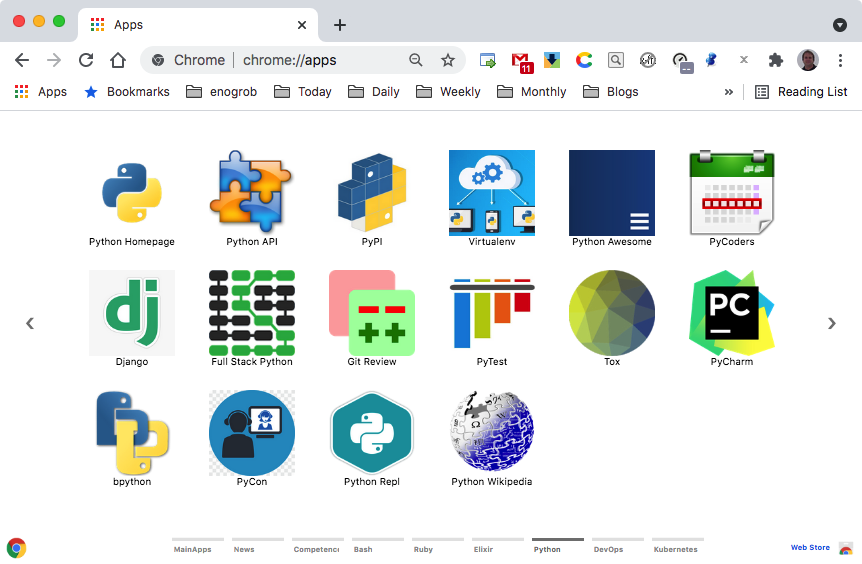 Apps
Chrome chrome://apps
11
Apps Bookmarks enogrob Today Daily Weekly Monthly Blogs » Reading List
Python Homepage Python API PyPI Virtualenv Python Awesome PyCoders
dj
PC
Django Full Stack Python Git Review PyTest Tox PyCharm
Ω W
bpython PyCon Python Repl Python Wikipedia
MainApps News Competenc Bash Ruby Elixir Python DevOps Kubernetes Web Store